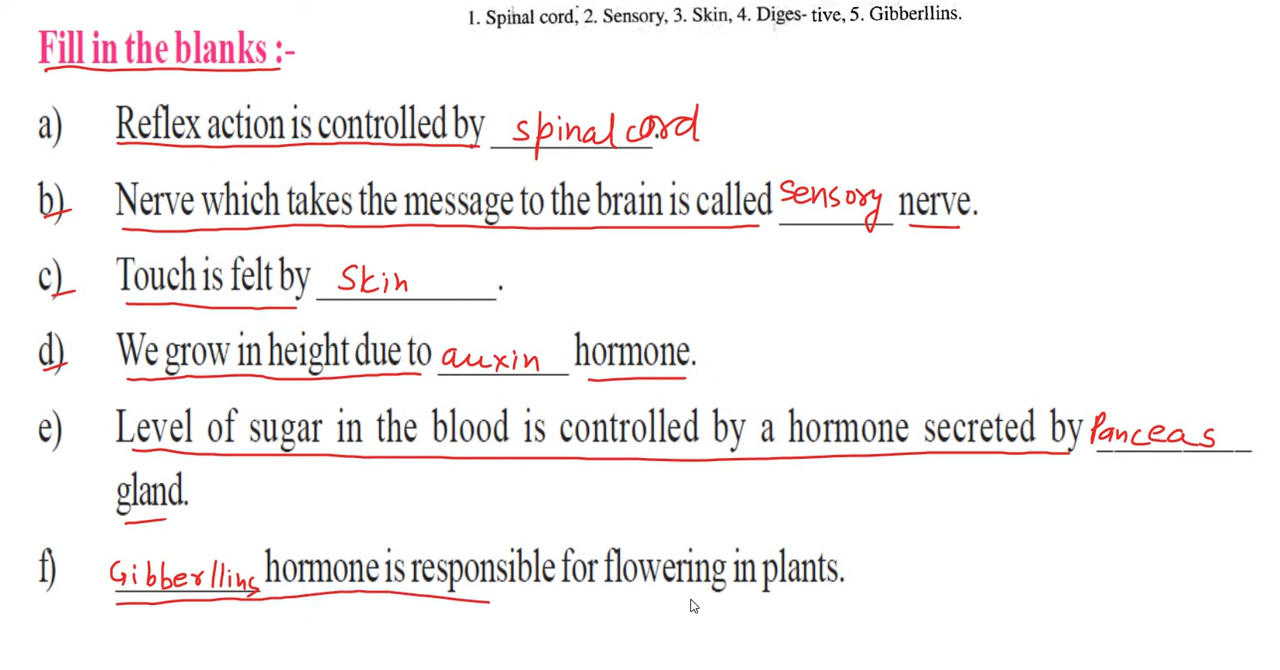 1. Spinal cord, 2. Sensory, 3. Skin, 4. Diges- tive, 5. Gibberllins.
Fill in the blanks :-
a) Reflex action is controlled by spinal cord.
b) Nerve which takes the message to the brain is called sensory nerve.
c) Touch is felt by Skin.
d) We grow in height due to auxin hormone.
e) Level of sugar in the blood is controlled by a hormone secreted by Panceas
gland.
f) Gibberllins hormone is responsible for flowering in plants.